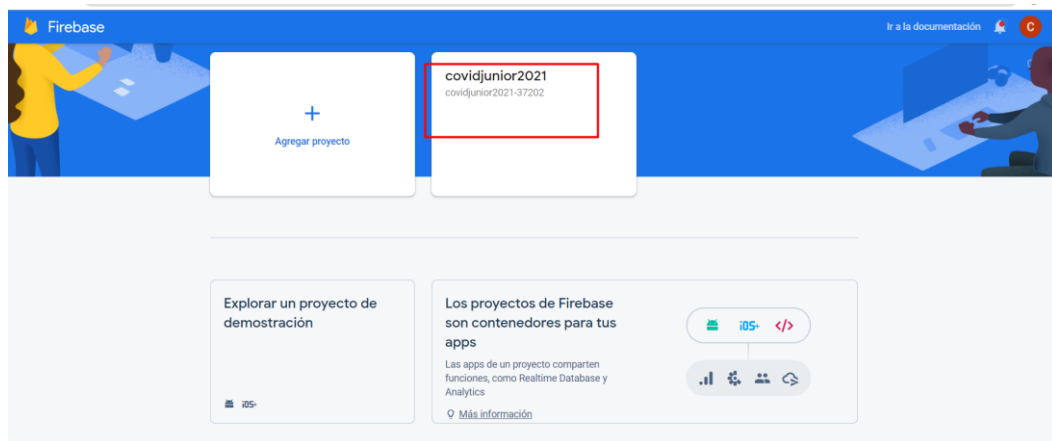 Firebase
Ir a la documentación
C
covidjunior2021
covidjunior2021-37202
Agregar proyecto
Explorar un proyecto de
demostración
iOS+
Los proyectos de Firebase
son contenedores para tus
apps
Las apps de un proyecto comparten
funciones, como Realtime Database y
Analytics
Más información
iOS+